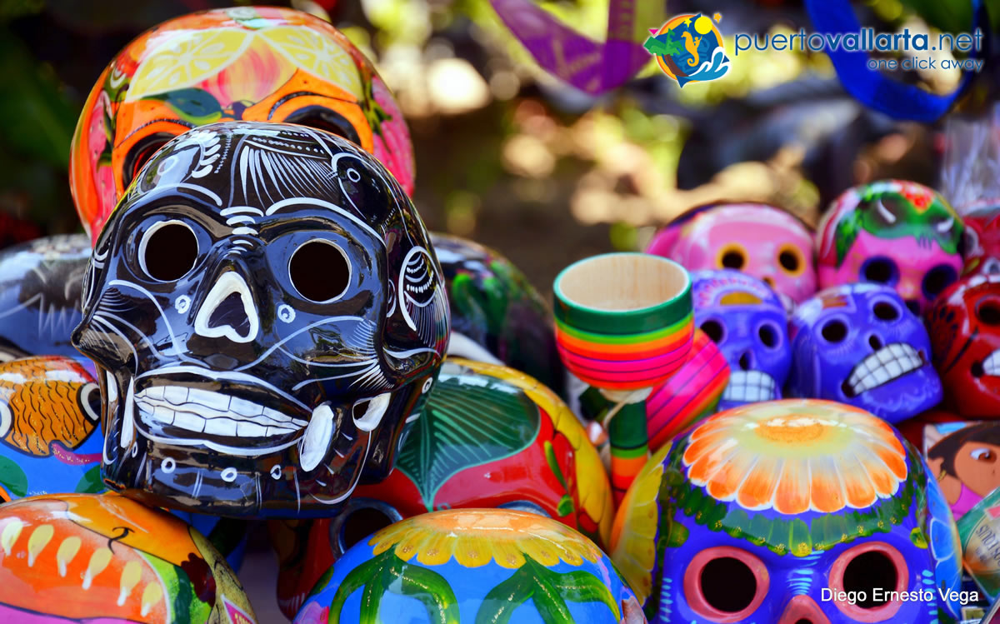 puertovallarta.net
one click away
Diego Ernesto Vega